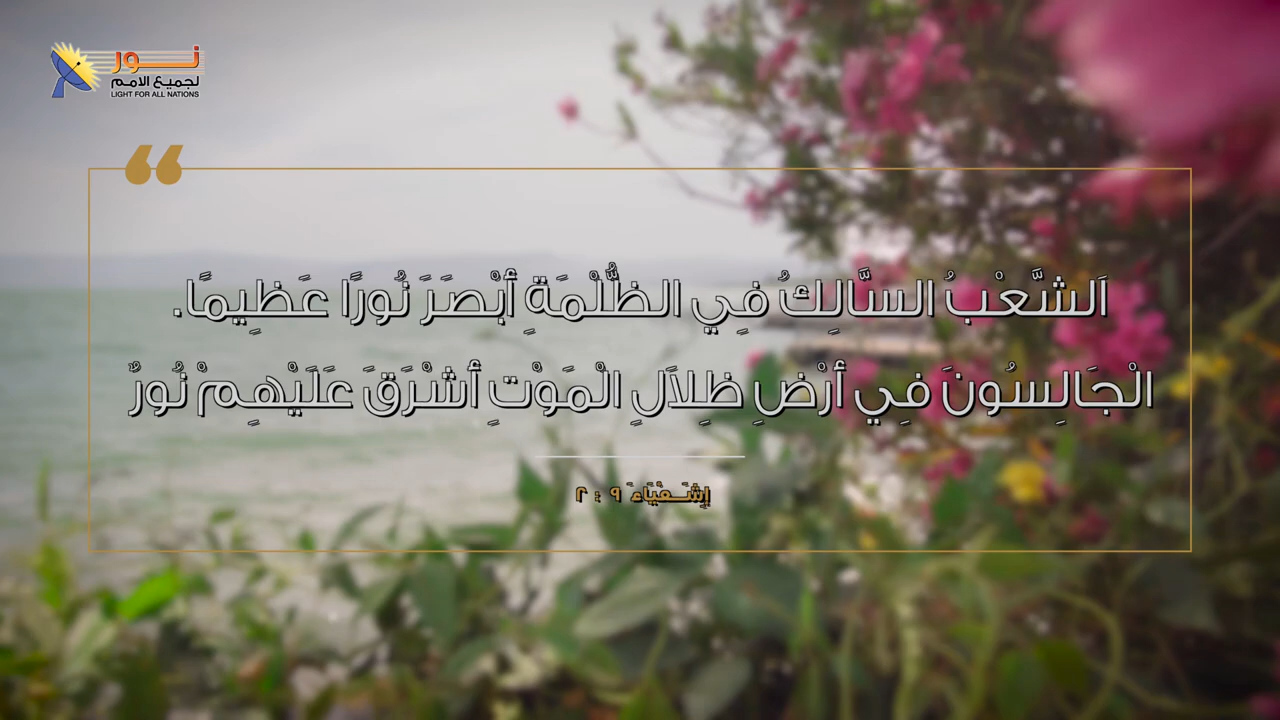 نور
لجميع الامم
LIGHT FOR ALL NATIONS
❝
اَلشَّعْبُ السَّالِكُ فِي الظُّلْمَةِ أَبْصَرَ نُورًا عَظِيمًا.
الْجَالِسُونَ فِي أَرْضِ ظِلاَلِ الْمَوْتِ أَشْرَقَ عَلَيْهِمْ نُورٌ
إِشَعْيَاءَ ٩ : ٢